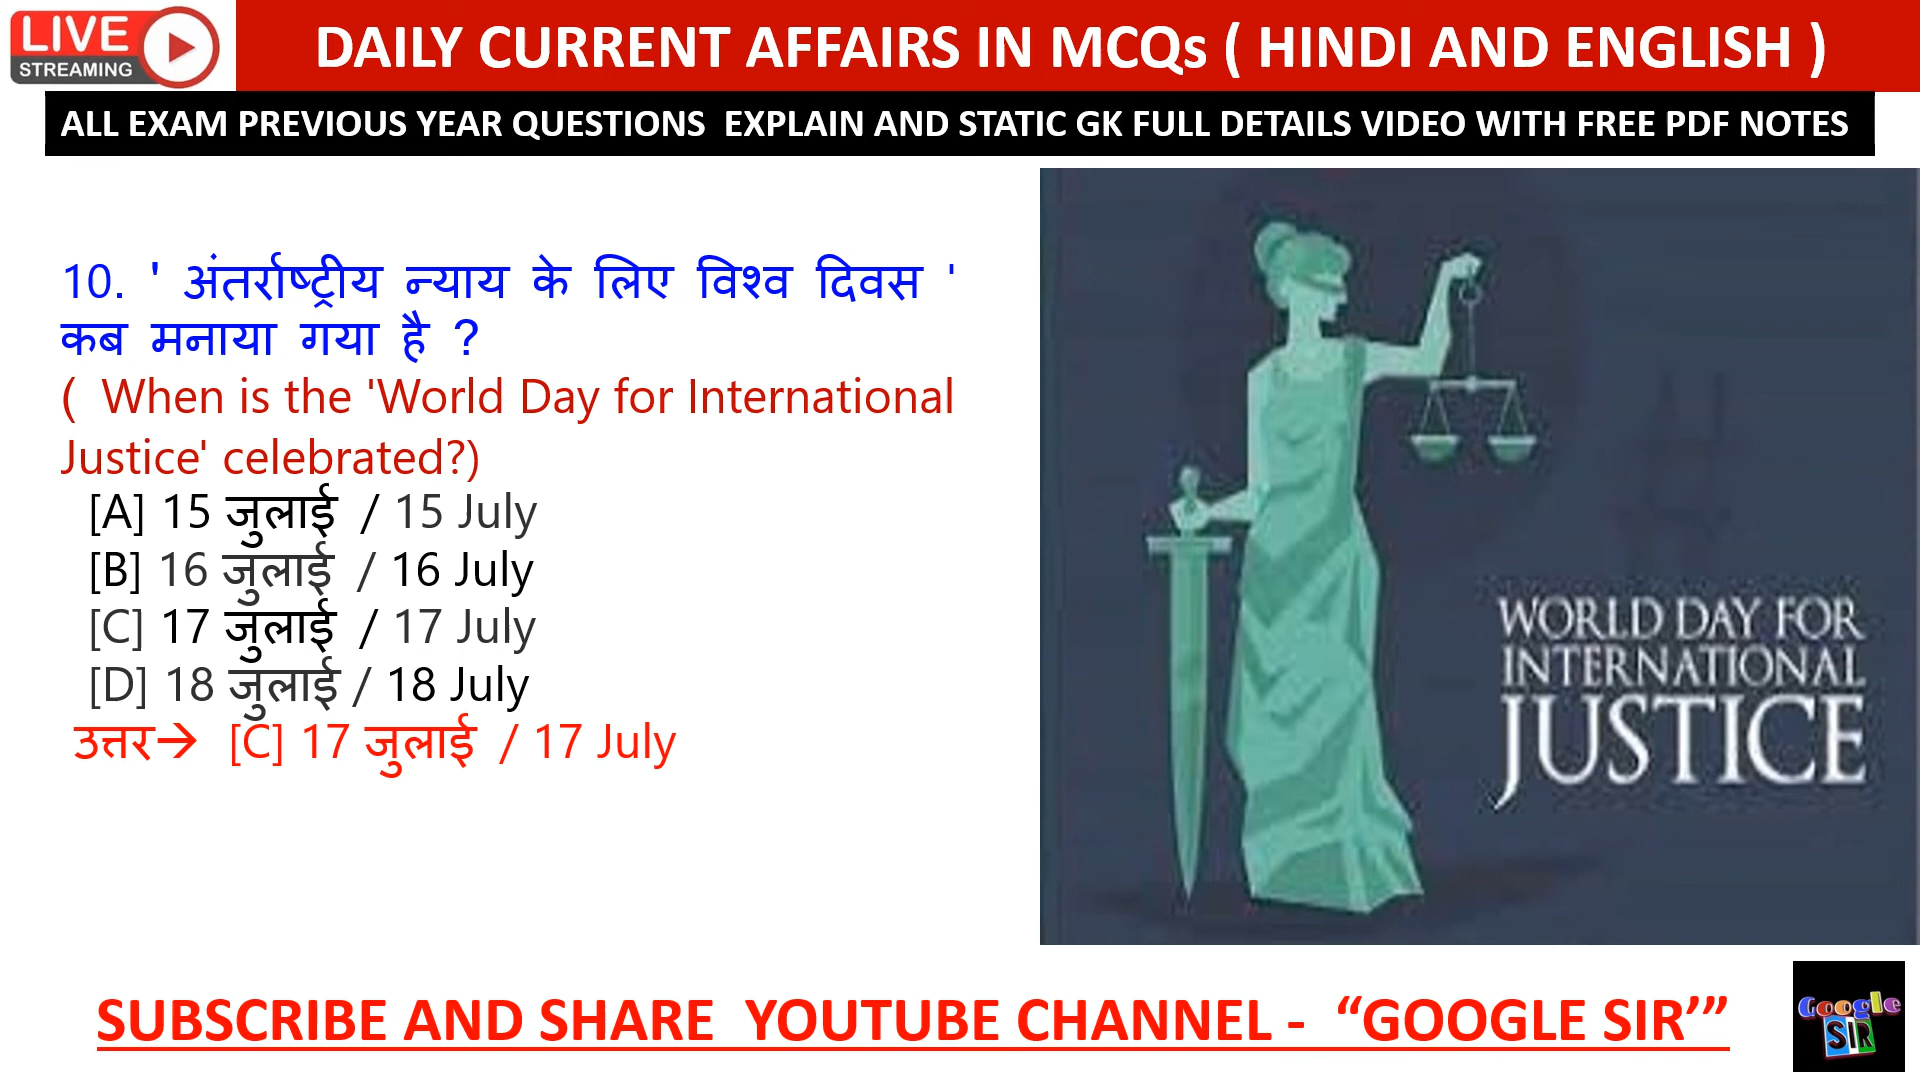 LIVE
STREAMING
DAILY CURRENT AFFAIRS IN MCQs ( HINDI AND ENGLISH )
ALL EXAM PREVIOUS YEAR QUESTIONS EXPLAIN AND STATIC GK FULL DETAILS VIDEO WITH FREE PDF NOTES
10. ' अंतर्राष्ट्रीय न्याय के लिए विश्व दिवस '
कब मनाया गया है ?
( When is the 'World Day for International
Justice' celebrated?)
[A] 15 जुलाई / 15 July
[B] 16 जुलाई / 16 July
[C] 17 जुलाई / 17 July
[D] 18 जुलाई / 18 July
उत्तर→ [C] 17 जुलाई / 17 July
WORLD DAY FOR
INTERNATIONAL
JUSTICE
SUBSCRIBE AND SHARE YOUTUBE CHANNEL - “GOOGLE SIR’”
Google
SIR